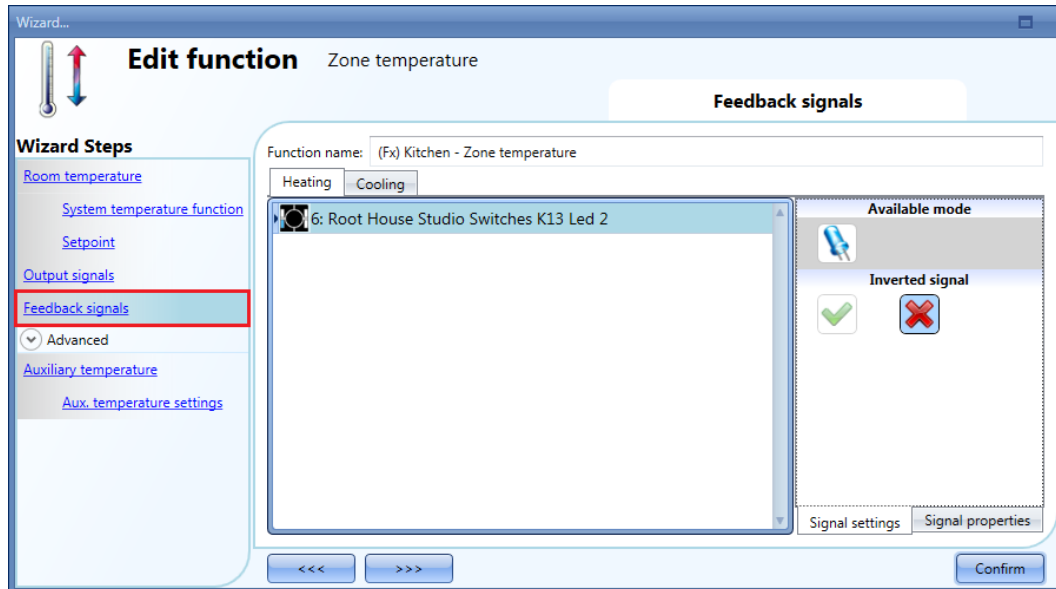 Wizard...
Edit function Zone temperature
Feedback signals
Wizard Steps
Room temperature
System temperature function
Setpoint
Output signals
Feedback signals
Advanced
Auxiliary temperature
Aux. temperature settings
Function name: (Fx) Kitchen - Zone temperature
Heating Cooling
6: Root House Studio Switches K13 Led 2
Available mode
Inverted signal
Signal settings Signal properties
<<< >>> Confirm